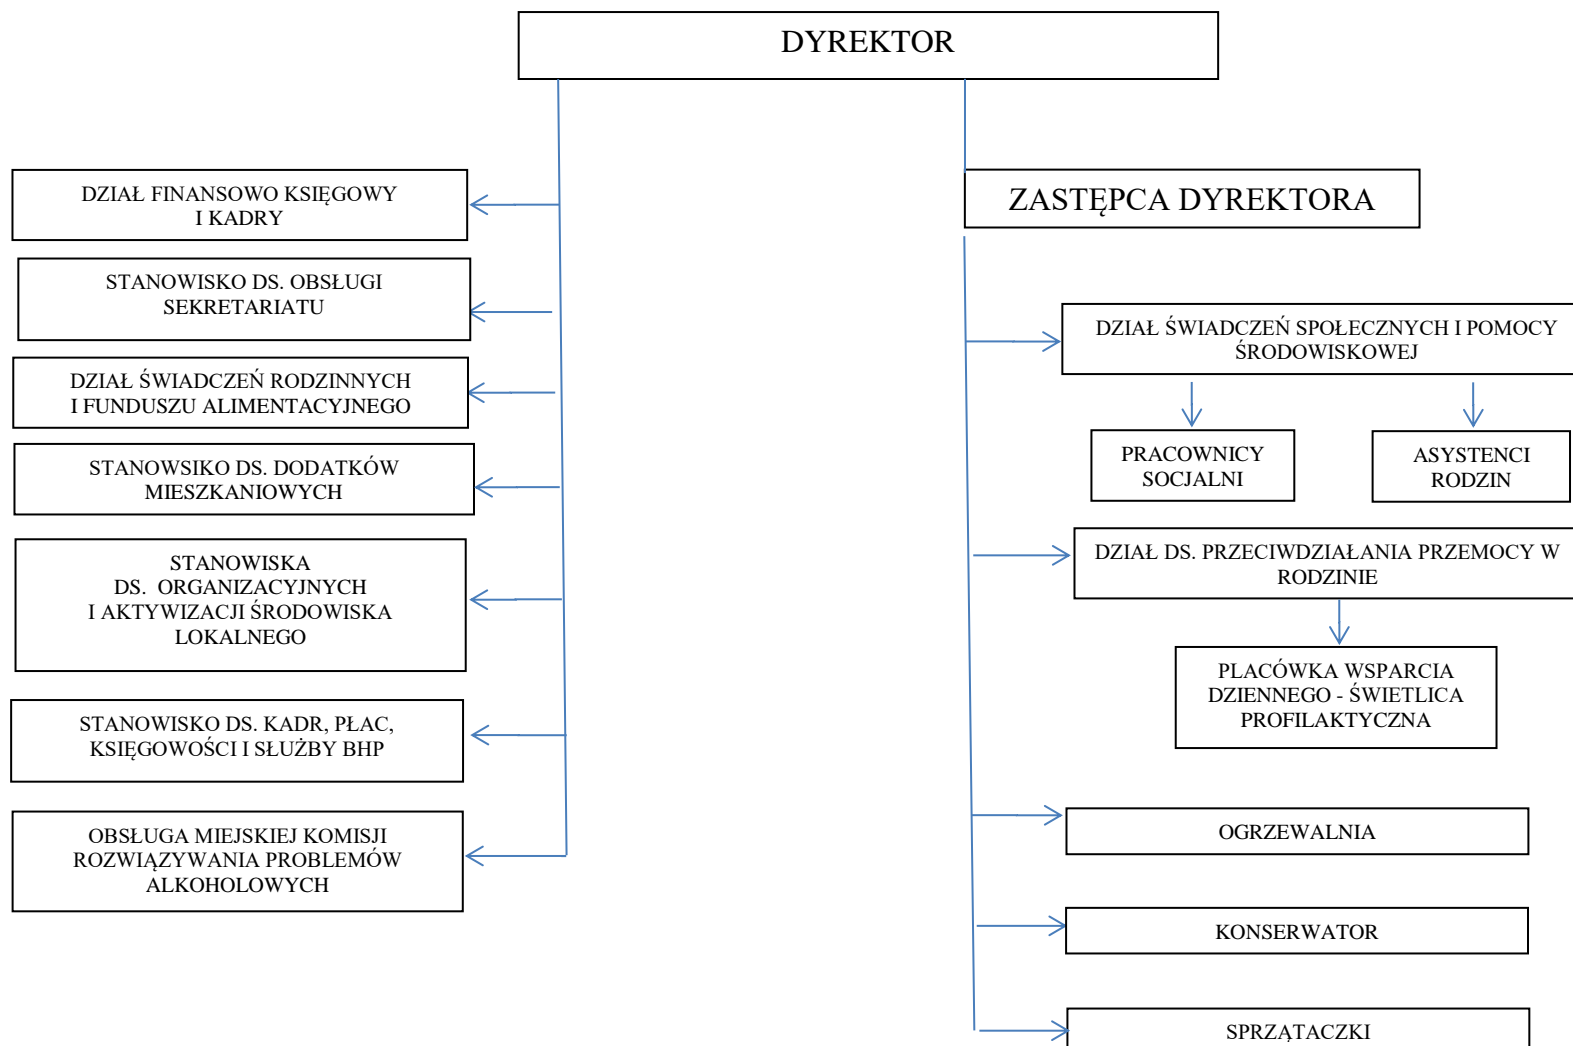 DYREKTOR
DZIAŁ FINANSOWO KSIĘGOWY
I KADRY
STANOWISKO DS. OBSŁUGI
SEKRETARIATU
DZIAŁ ŚWIADCZEŃ RODZINNYCH
I FUNDUSZU ALIMENTACYJNEGO
STANOWSIKO DS. DODATKÓW
MIESZKANIOWYCH
STANOWISKA
DS. ORGANIZACYJNYCH
I AKTYWIZACJI ŚRODOWISKA
LOKALNEGO
STANOWISKO DS. KADR, PŁAC,
KSIĘGOWOŚCI I SŁUŻBY BHP
OBSŁUGA MIEJSKIEJ KOMISJI
ROZWIĄZYWANIA PROBLEMÓW
ALKOHOLOWYCH
ZASTĘPCA DYREKTORA
DZIAŁ ŚWIADCZEŃ SPOŁECZNYCH I POMOCY
ŚRODOWISKOWEJ
PRACOWNICY
SOCJALNI
ASYSTENCI
RODZIN
DZIAŁ DS. PRZECIWDZIAŁANIA PRZEMOCY W
RODZINIE
PLACÓWKA WSPARCIA
DZIENNEGO - ŚWIETLICA
PROFILAKTYCZNA
OGRZEWALNIA
KONSERWATOR
SPRZĄTACZKI